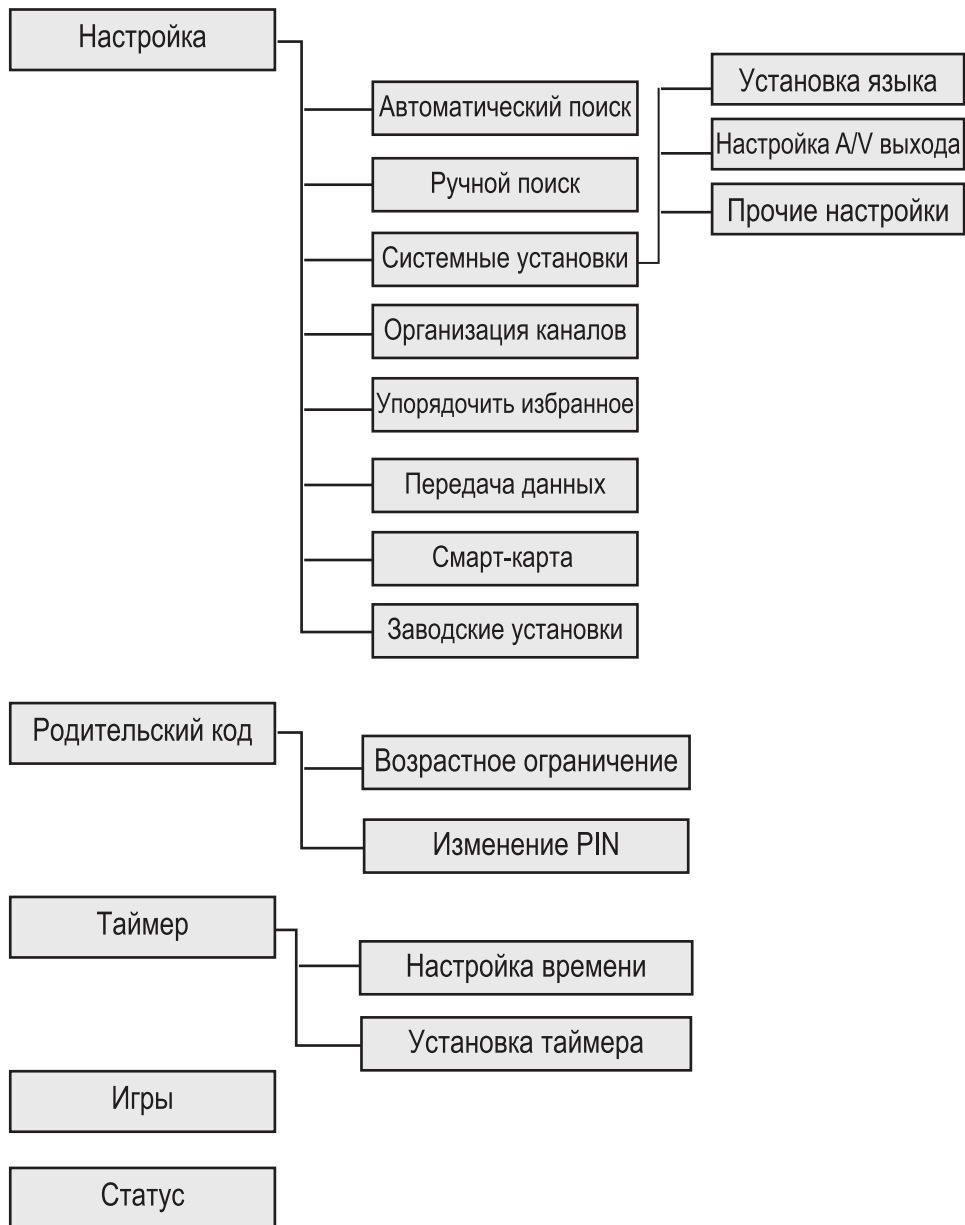 Настройка
Автоматический поиск
Ручной поиск
Системные установки
Установка языка
Настройка A/V выхода
Прочие настройки
Организация каналов
Упорядочить избранное
Передача данных
Смарт-карта
Заводские установки
Родительский код
Возрастное ограничение
Изменение PIN
Таймер
Настройка времени
Установка таймера
Игры
Статус